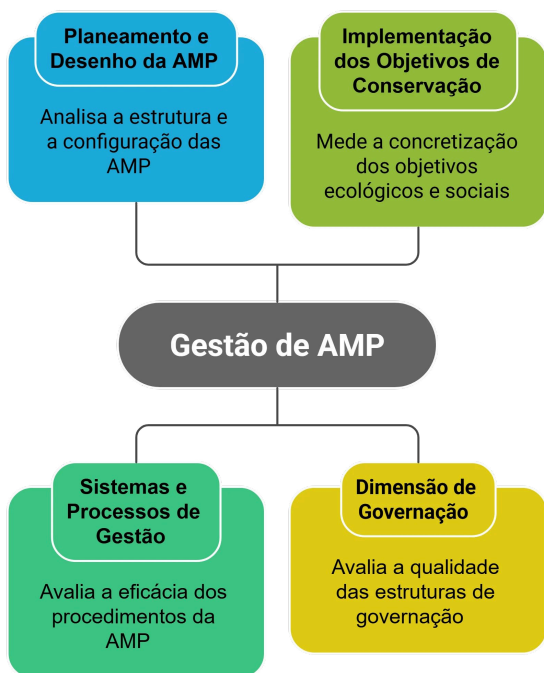 Planeamento e
Desenho da AMP
Analisa a estrutura e
a configuração das
AMP
Implementação
dos Objetivos de
Conservação
Mede a concretização
dos objetivos
ecológicos e sociais
Gestão de AMP
Sistemas e
Processos de
Gestão
Avalia a eficácia dos
procedimentos da
AMP
Dimensão de
Governação
Avalia a qualidade
das estruturas de
governação